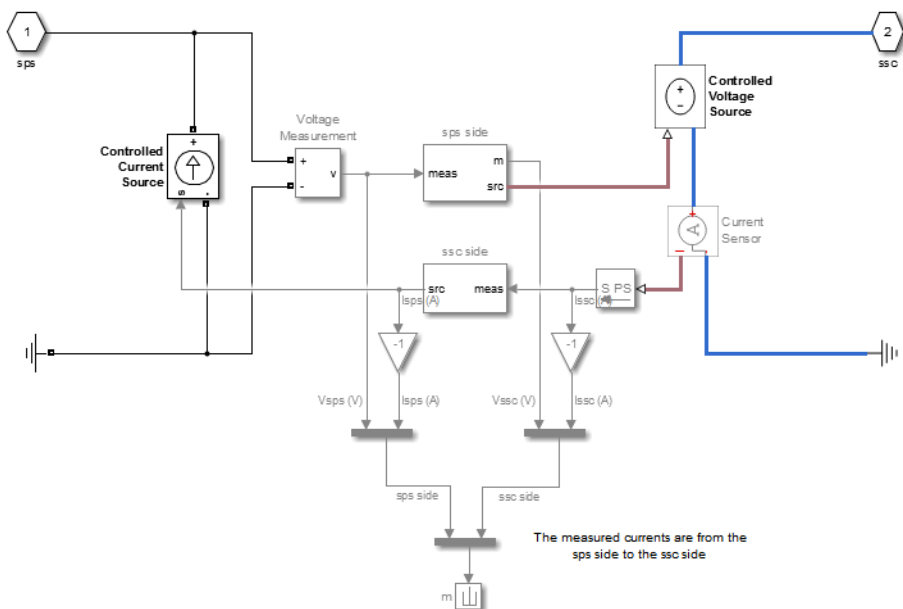 1
sps
2
ssc
Controlled
Voltage
Source
Voltage
Measurement
Controlled
Current
Source
+
s
-
+
-
v
sps side
meas
m
src
+
-
Current
Sensor
+
A
-
ssc side
src
meas
S PS
Isps (A)
Issc (A)
-1
-1
Vsps (V)
Isps (A)
Vssc (V)
Issc (A)
sps side
ssc side
The measured currents are from the
sps side to the ssc side
m